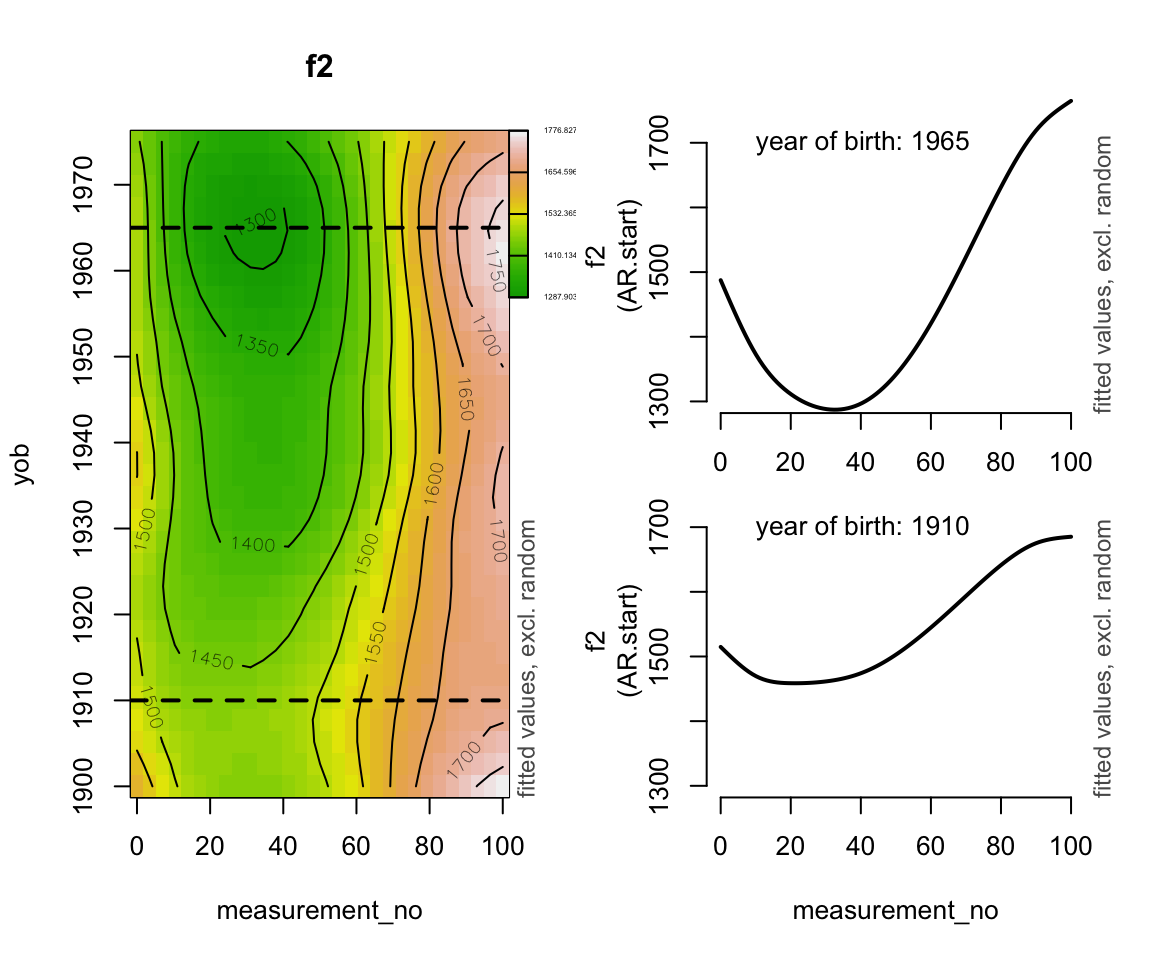 f2
yob
1970
1960
1950
1940
1930
1920
1910
1900
0 20 40 60 80 100
measurement_no
1300
1350
1400
1450
1500
1500
1500
1550
1600
1650
1700
1700
1700
1750
1776.827
1654.596
1532.365
1410.134
1287.903
fitted values, excl. random
year of birth: 1965
f2
(AR.start)
1700
1500
1300
0 20 40 60 80 100
fitted values, excl. random
year of birth: 1910
f2
(AR.start)
1700
1500
1300
0 20 40 60 80 100
measurement_no
fitted values, excl. random